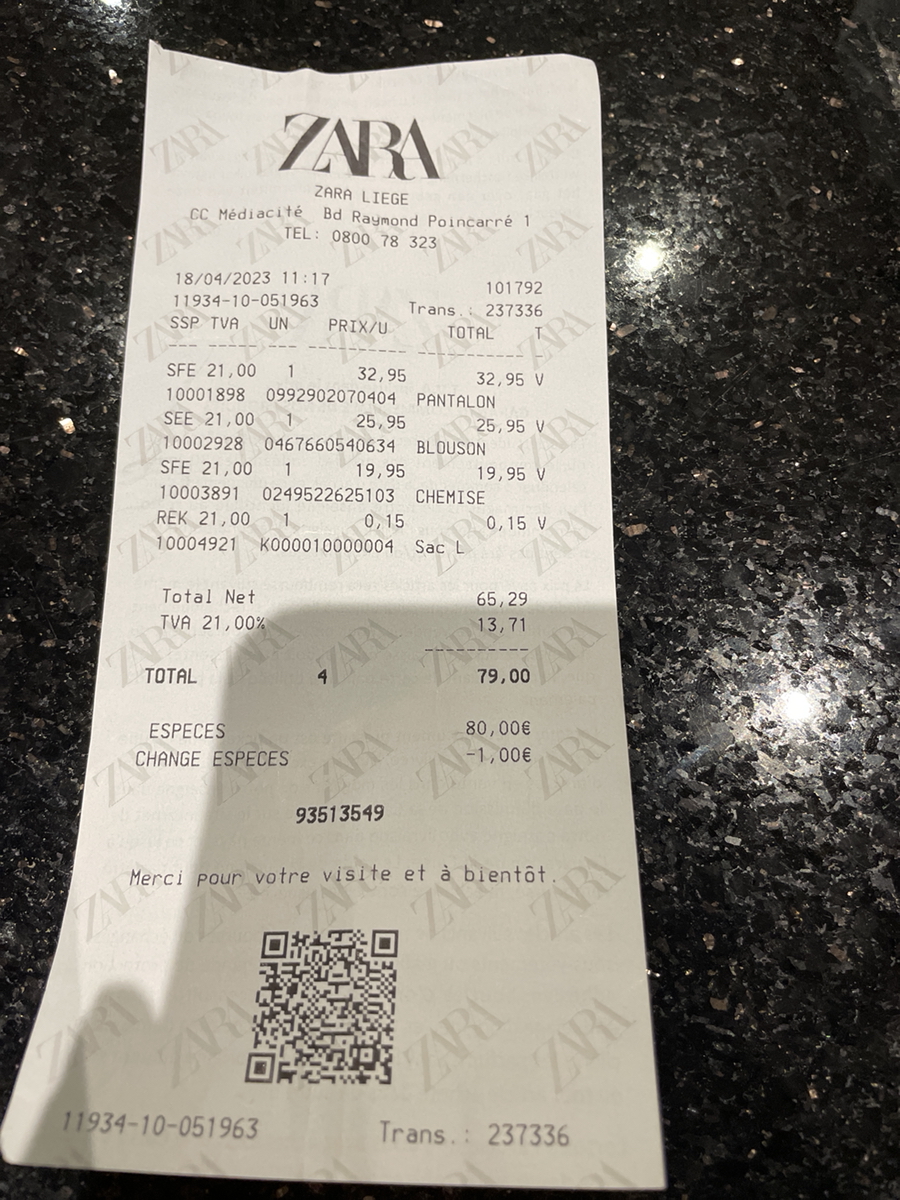 ZARA
ZARA LIEGE
CC Médiacité Bd Raymond Poincarré 1
TEL: 0800 78 323
18/04/2023 11:17 101792
11934-10-051963 Trans.: 237336
SSP TVA UN PRIX/U TOTAL T
SFE 21,00 1 32,95 32,95 V
10001898 0992902070404 PANTALON
SEE 21,00 1 25,95 25,95 V
10002928 0467660540634 BLOUSON
SFE 21,00 1 19,95 19,95 V
10003891 0249522625103 CHEMISE
REK 21,00 1 0,15 0,15 V
10004921 K000010000004 Sac L
Total Net 65,29
TVA 21,00% 13,71
TOTAL 4 79,00
ESPECES 80,00€
CHANGE ESPECES -1,00€
93513549
Merci pour votre visite et à bientôt.
11934-10-051963 Trans.: 237336